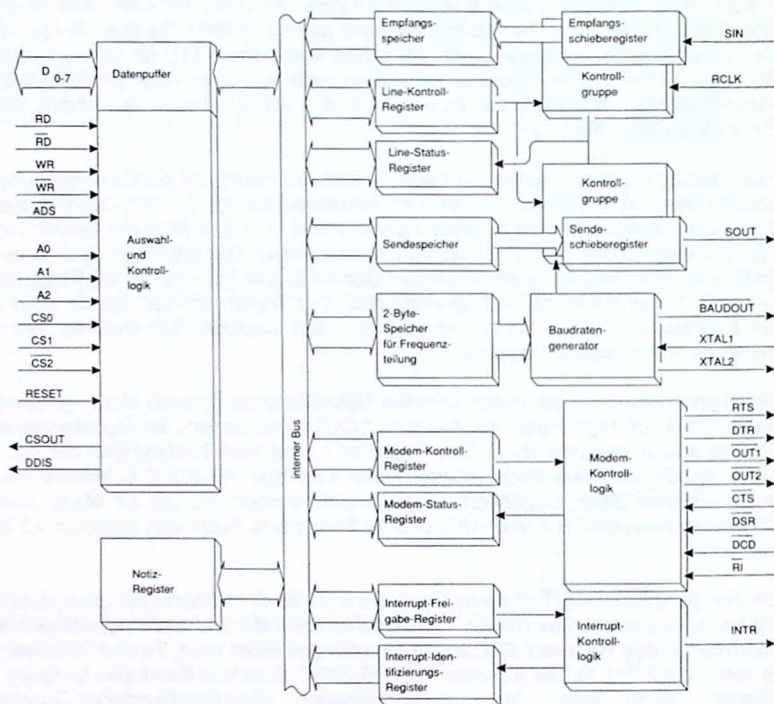 D 0-7
RD
RD
WR
WR
ADS
A0
A1
A2
CS0
CS1
CS2
RESET
CSOUT
DDIS
Datenpuffer
Auswahl-
und
Kontroll-
logik
Notiz-
Register
Interner Bus
Empfangs-
speicher
Line-Kontroll-
Register
Line-Status-
Register
Sendespeicher
2-Byte-
Speicher
für Frequenz-
teilung
Modem-Kontroll-
Register
Modem-Status-
Register
Interrupt-Frei-
gabe-Register
Interrupt-Iden-
tifizierungs-
Register
Empfangs-
schieberegister
Kontroll-
gruppe
Kontroll-
gruppe
Sende-
schieberegister
Baudraten-
generator
Modem-
Kontroll-
logik
Interrupt-
Kontroll-
logik
SIN
RCLK
SOUT
BAUDOUT
XTAL1
XTAL2
RTS
DTR
OUT1
OUT2
CTS
DSR
DCD
RI
INTR